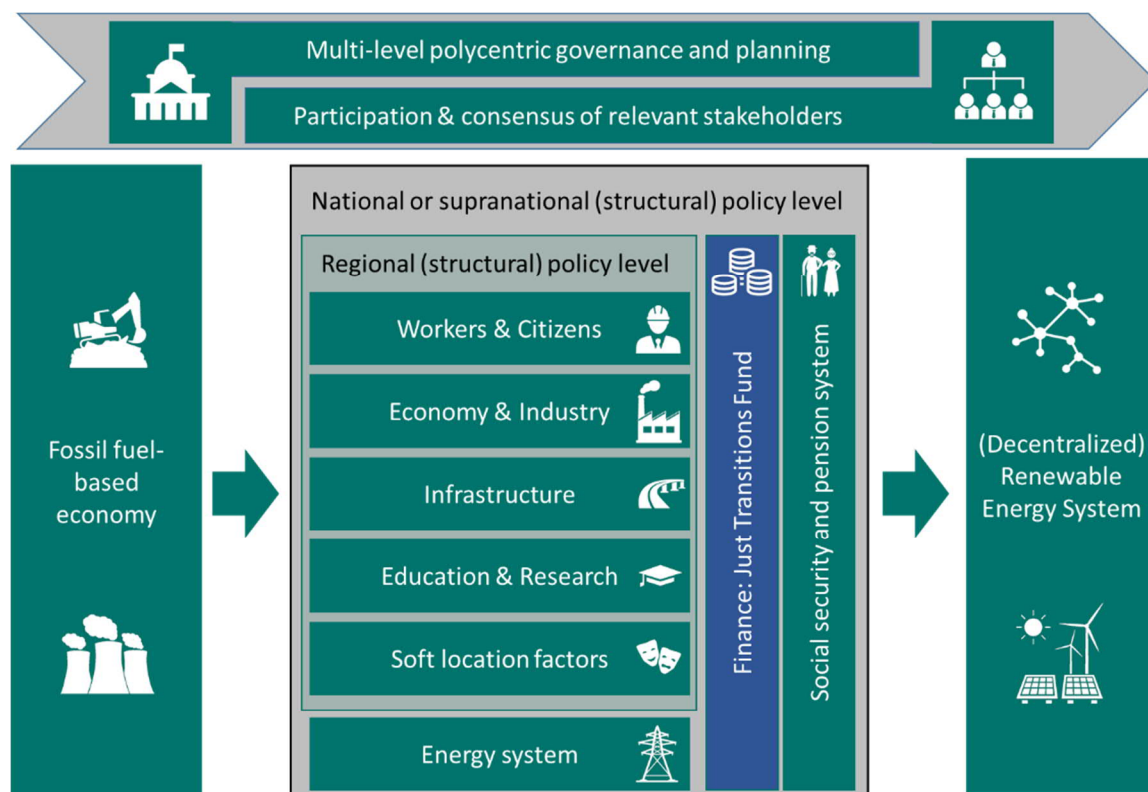 Multi-level polycentric governance and planning
Participation & consensus of relevant stakeholders
Fossil fuel-
based
economy
National or supranational (structural) policy level
Regional (structural) policy level
Workers & Citizens
Economy & Industry
Infrastructure
Education & Research
Soft location factors
Energy system
Finance: Just Transitions Fund
Social security and pension system
(Decentralized)
Renewable
Energy System